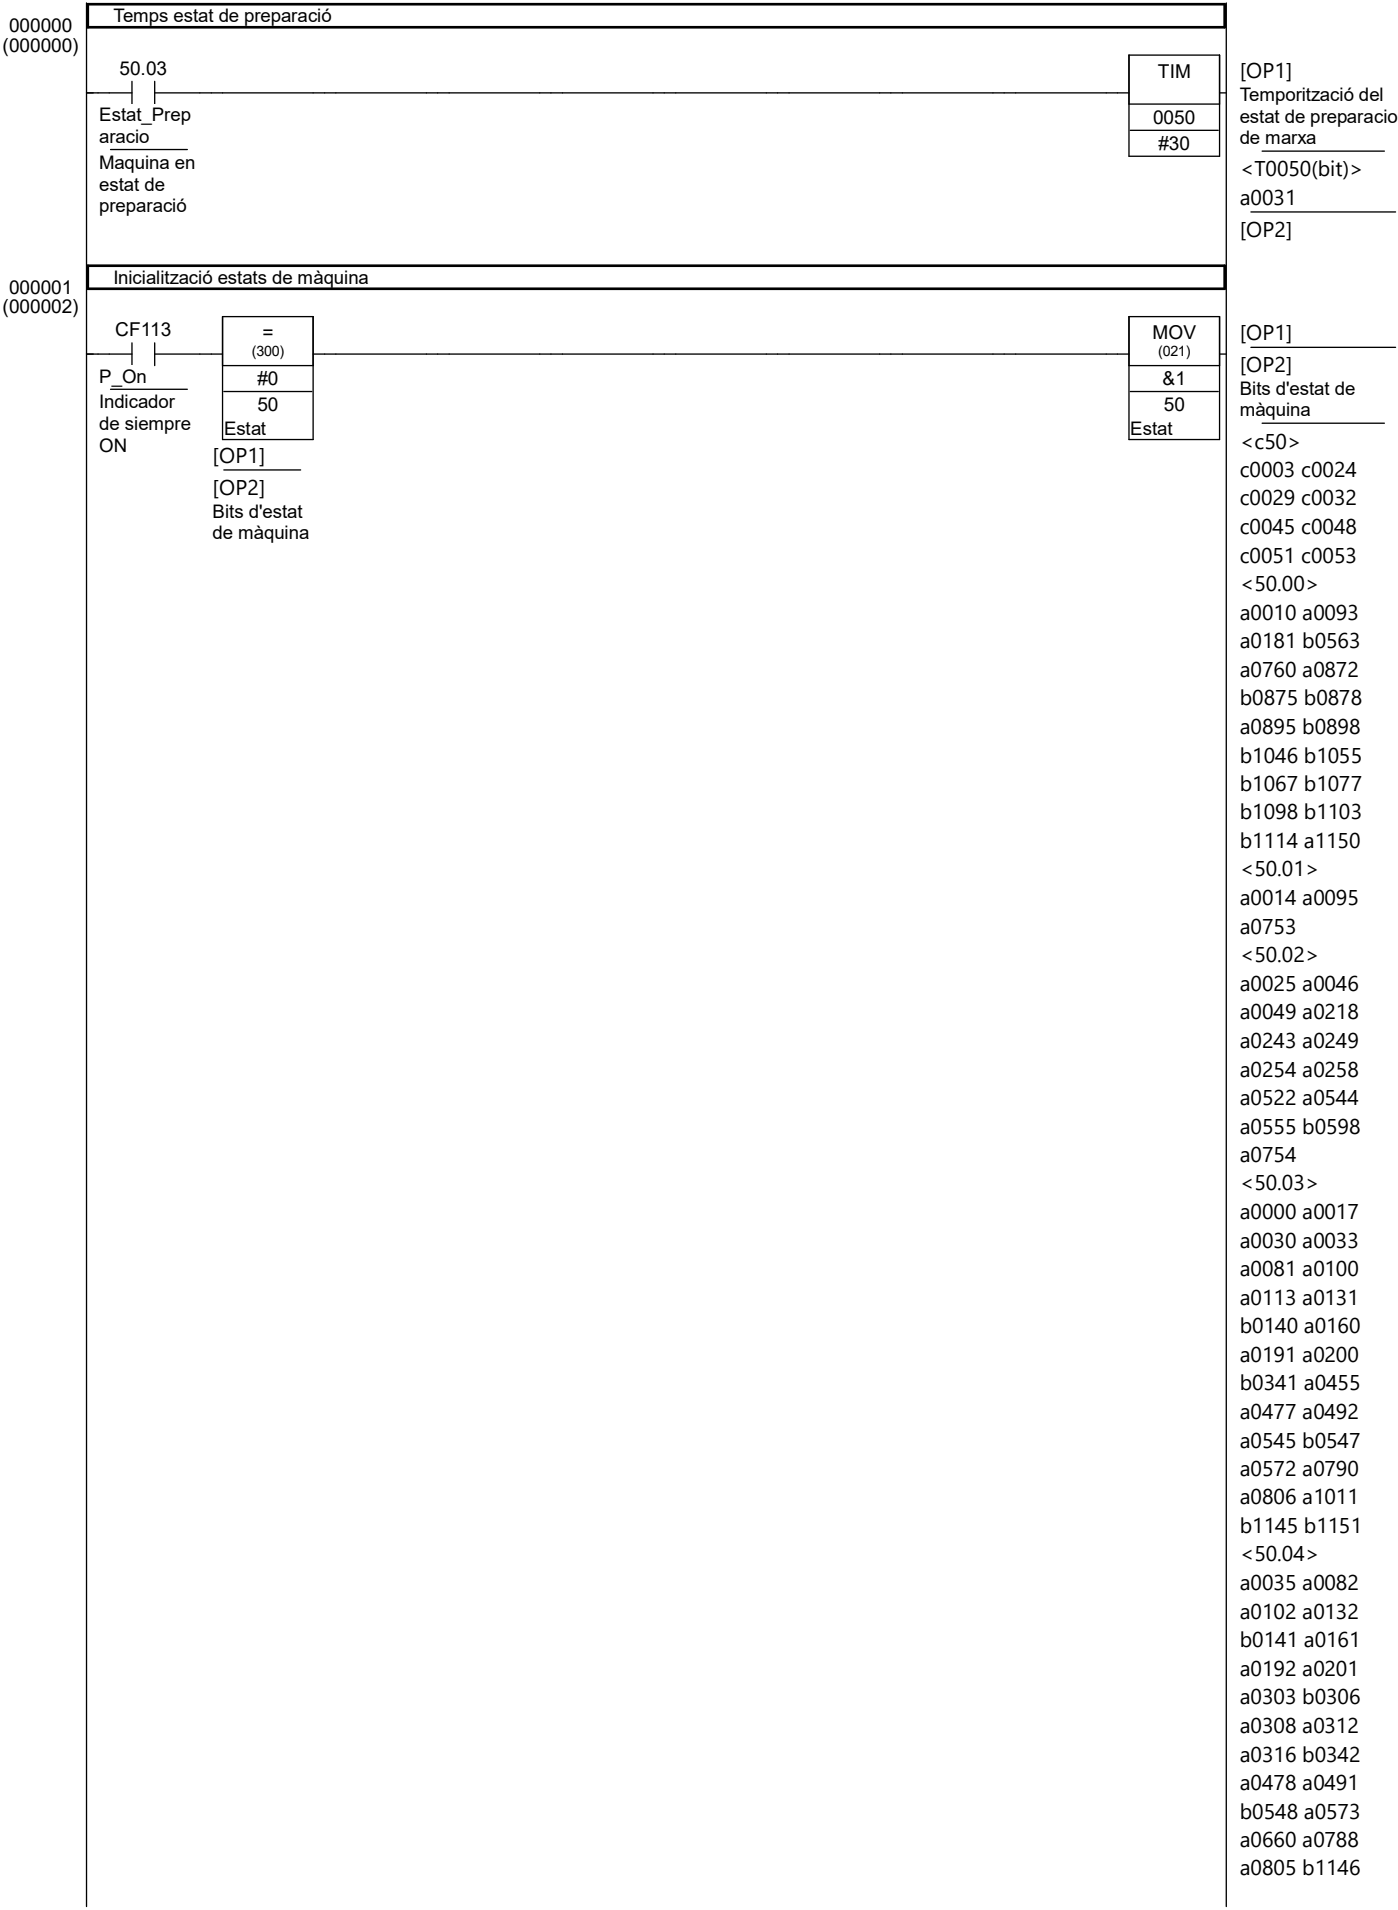 000000
(000000)
Temps estat de preparació
50.03
Estat_Prep
aracio
Maquina en
estat de
preparació
TIM
0050
#30
[OP1]
Temporització del
estat de preparacio
de marxa
<T0050(bit)>
a0031
[OP2]
000001
(000002)
Inicialització estats de màquina
CF113
P_On
Indicador
de siempre
ON
=
(300)
#0
50
Estat
[OP1]
[OP2]
Bits d'estat
de màquina
MOV
(021)
&1
50
Estat
[OP1]
[OP2]
Bits d'estat de
màquina
<c50>
c0003 c0024
c0029 c0032
c0045 c0048
c0051 c0053
<50.00>
a0010 a0093
a0181 b0563
a0760 a0872
b0875 b0878
a0895 b0898
b1046 b1055
b1067 b1077
b1098 b1103
b1114 a1150
<50.01>
a0014 a0095
a0753
<50.02>
a0025 a0046
a0049 a0218
a0243 a0249
a0254 a0258
a0522 a0544
a0555 b0598
a0754
<50.03>
a0000 a0017
a0030 a0033
a0081 a0100
a0113 a0131
b0140 a0160
a0191 a0200
b0341 a0455
a0477 a0492
a0545 b0547
a0572 a0790
a0806 a1011
b1145 b1151
<50.04>
a0035 a0082
a0102 a0132
b0141 a0161
a0192 a0201
a0303 b0306
a0308 a0312
a0316 b0342
a0478 a0491
b0548 a0573
a0660 a0788
a0805 b1146